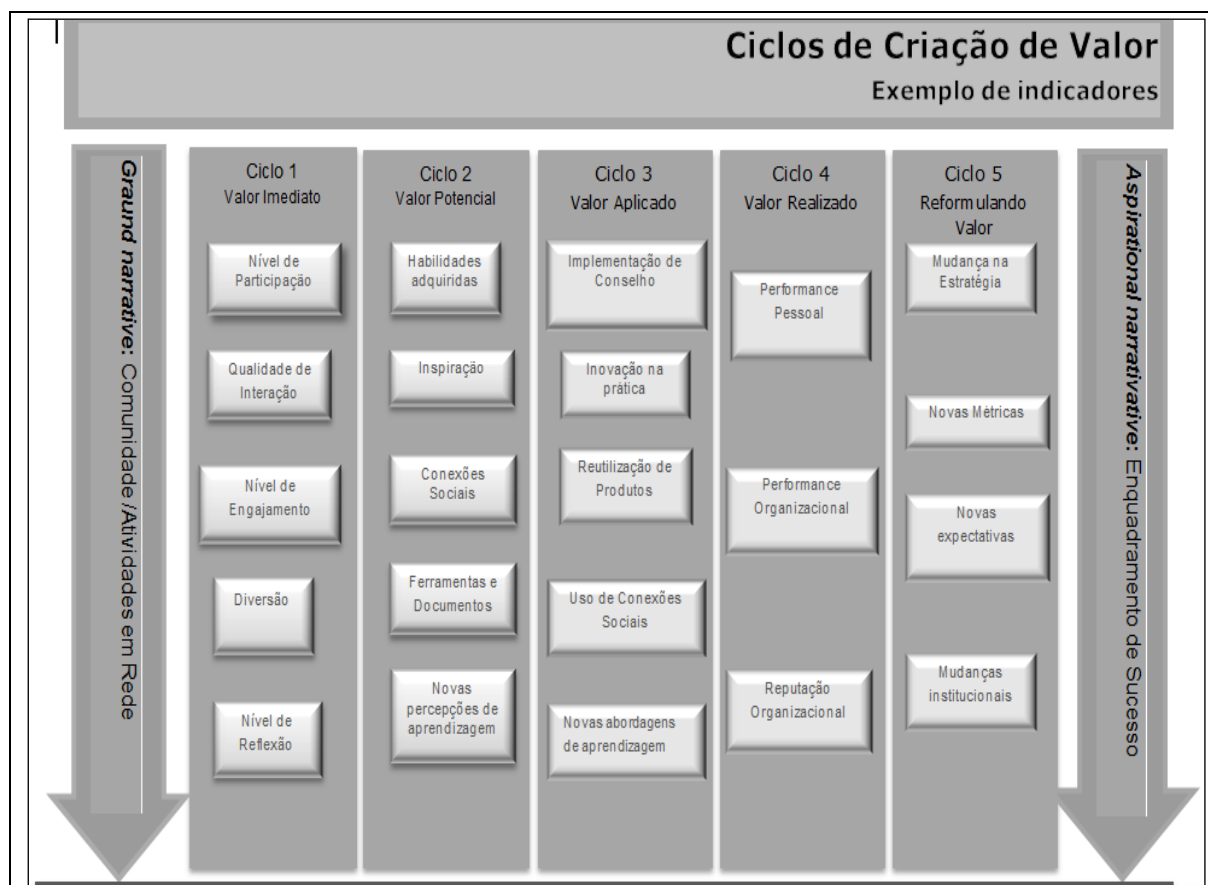 Ciclos de Criação de Valor
Exemplo de indicadores
Graund narrative: Comunidade /Atividades em Rede
Ciclo 1
Valor Imediato
Nível de
Participação
Qualidade de
Interação
Nível de
Engajamento
Diversão
Nível de
Reflexão
Ciclo 2
Valor Potencial
Habilidades
adquiridas
Inspiração
Conexões
Sociais
Ferramentas e
Documentos
Novas
percepções de
aprendizagem
Ciclo 3
Valor Aplicado
Implementação de
Conselho
Inovação na
prática
Reutilização de
Produtos
Uso de Conexões
Sociais
Novas abordagens
de aprendizagem
Ciclo 4
Valor Realizado
Performance
Pessoal
Performance
Organizacional
Reputação
Organizacional
Ciclo 5
Reformulando
Valor
Mudança na
Estratégia
Novas Métricas
Novas
expectativas
Mudanças
institucionais
Aspirational narrativative: Enquadramento de Sucesso